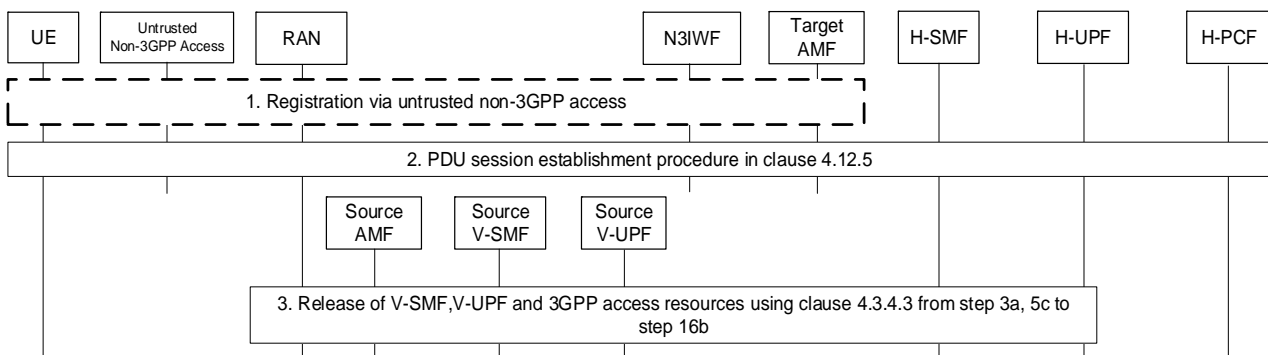 UE
Untrusted
Non-3GPP Access
RAN
N3IWF
Target
AMF
H-SMF
H-UPF
H-PCF
1. Registration via untrusted non-3GPP access
2. PDU session establishment procedure in clause 4.12.5
Source
AMF
Source
V-SMF
Source
V-UPF
3. Release of V-SMF,V-UPF and 3GPP access resources using clause 4.3.4.3 from step 3a, 5c to
step 16b